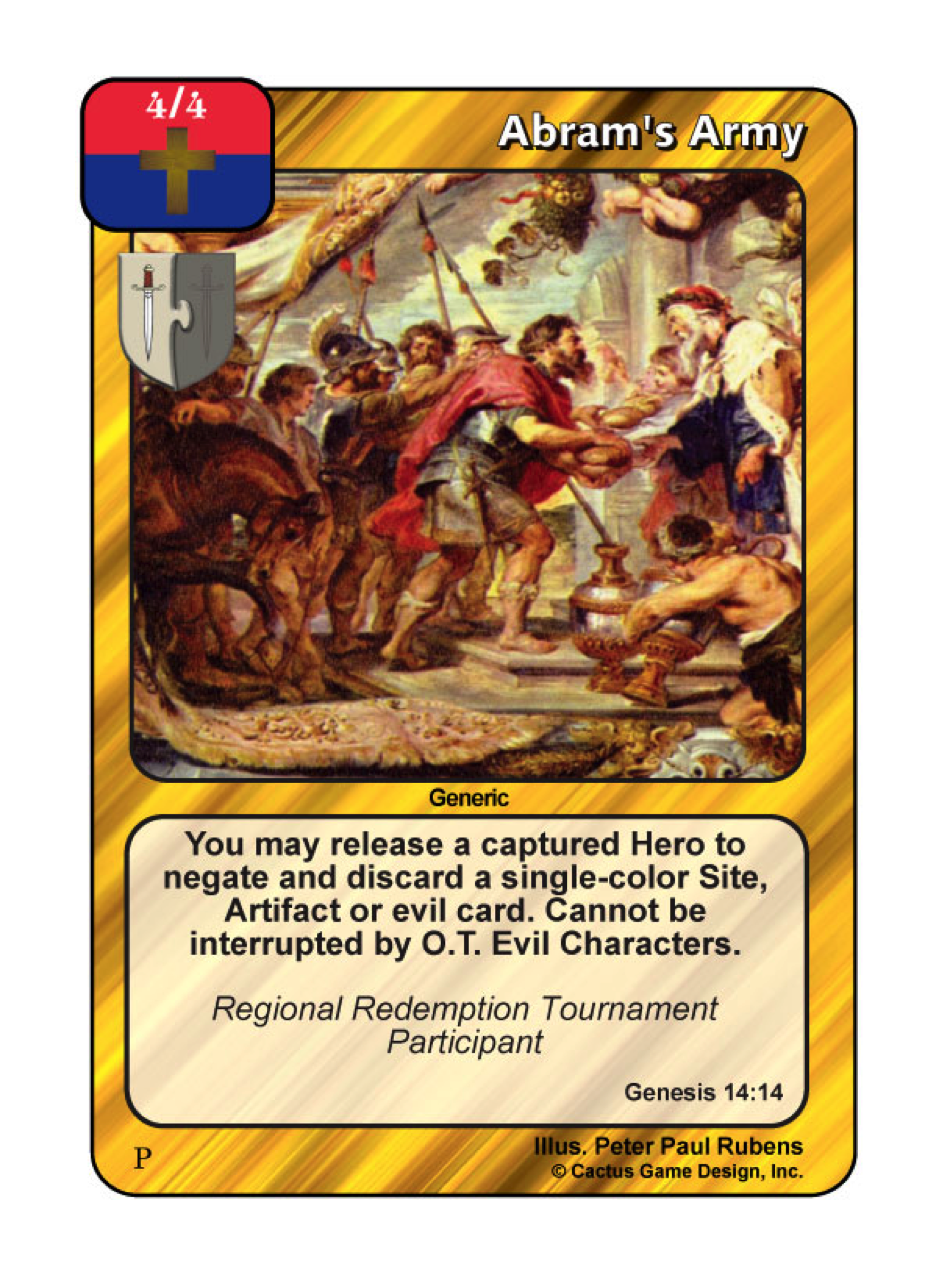 4/4
Abram's Army
Generic
You may release a captured Hero to
negate and discard a single-color Site,
Artifact or evil card. Cannot be
interrupted by O.T. Evil Characters.
Regional Redemption Tournament
Participant
Genesis 14:14
P
Illus. Peter Paul Rubens
© Cactus Game Design, Inc.